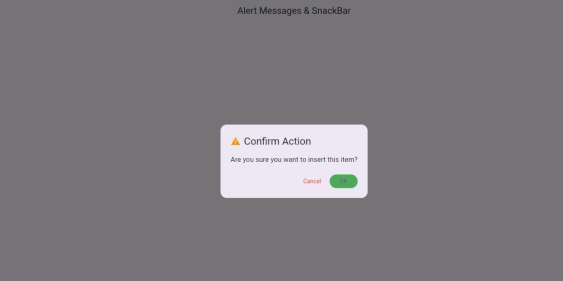 Alert Messages & SnackBar
Confirm Action
Are you sure you want to insert this item?
Cancel
OK